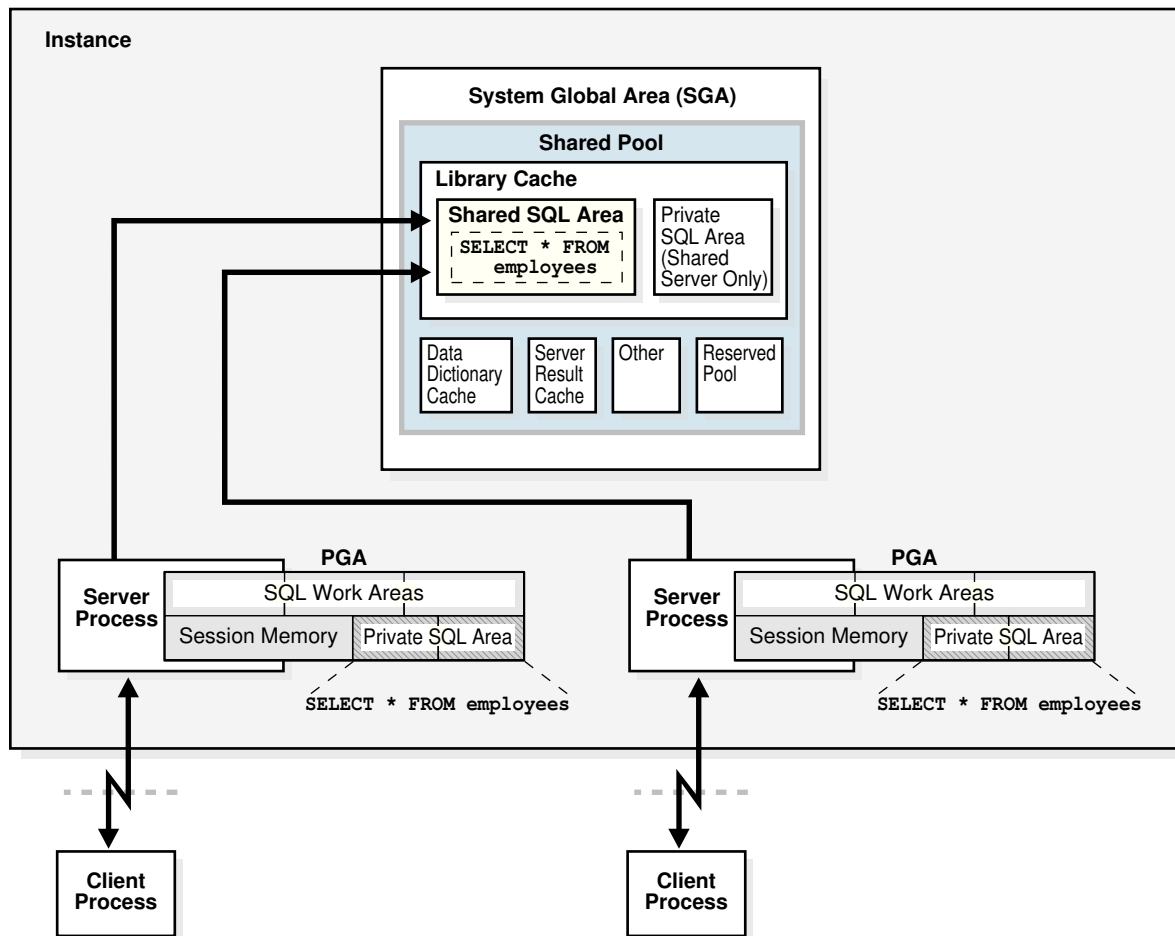 Instance
System Global Area (SGA)
Shared Pool
Library Cache
Shared SQL Area
SELECT * FROM
employees
Private
SQL Area
(Shared
Server Only)
Data
Dictionary
Cache
Server
Result
Cache
Other
Reserved
Pool
PGA
Server
Process
SQL Work Areas
Session Memory
Private SQL Area
SELECT * FROM employees
PGA
Server
Process
SQL Work Areas
Session Memory
Private SQL Area
SELECT * FROM employees
Client
Process
Client
Process